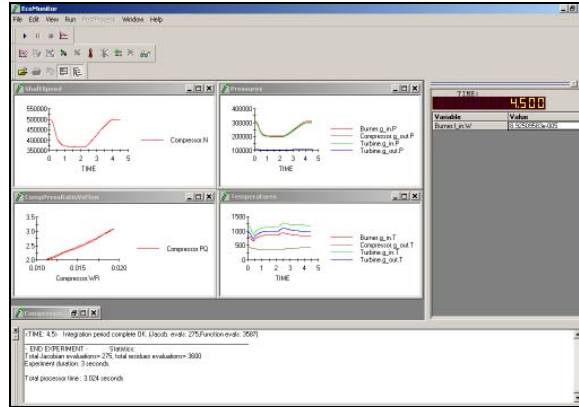 EcoMonitor
File Edit View Run PostProcess Window Help
ShaftSpeed
550000
500000
450000
400000
350000
0 1 2 3 4 5
TIME
Compressor.N
Pressures
400000
300000
200000
100000
0 1 2 3 4 5
TIME
Burner.g_in.P
Compressor.g_out.P
Turbine.g_in.P
Turbine.g_out.P
3.5
3.0
2.5
2.0
0.010 0.015 0.020
Compressor.WRI
Compressor.PQ
Temperatures
1500
1000
500
0
0 1 2 3 4 5
TIME
Burner.g_in.T
Compressor.g_out.T
Turbine.g_in.T
Turbine.g_out.T
TIME:
4.500
Variable Value
Compressor
<TIME: 4.5> Integration period complete OK. (Jacob. evals: 275,Function evals: 3587)
- END EXPERIMENT - Statistics:
Total Jacobian evaluations= 275, total residues evaluations= 3600
Experiment duration: 3 seconds.
Total processor time : 3.024 seconds